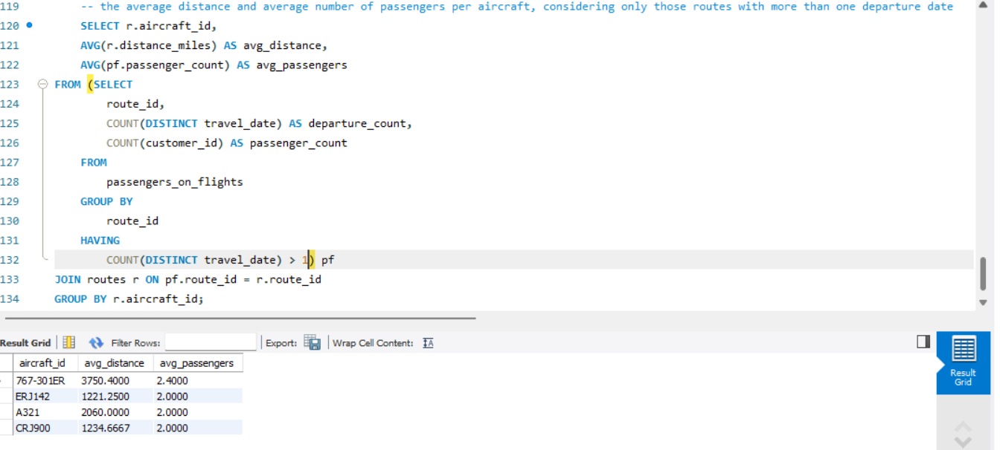 119 -- the average distance and average number of passengers per aircraft, considering only those routes with more than one departure date
120 SELECT r.aircraft_id,
121 AVG(r.distance_miles) AS avg_distance,
122 AVG(pf.passenger_count) AS avg_passengers
123 FROM (SELECT
124 route_id,
125 COUNT(DISTINCT travel_date) AS departure_count,
126 COUNT(customer_id) AS passenger_count
127 FROM
128 passengers_on_flights
129 GROUP BY
130 route_id
131 HAVING
132 COUNT(DISTINCT travel_date) > 1) pf
133 JOIN routes r ON pf.route_id = r.route_id
134 GROUP BY r.aircraft_id;
Result Grid Filter Rows: Export: Wrap Cell Content: IA
aircraft_id avg_distance avg_passengers
767-301ER 3750.4000 2.4000
ERJ142 1221.2500 2.0000
A321 2060.0000 2.0000
CRJ900 1234.6667 2.0000
Result
Grid